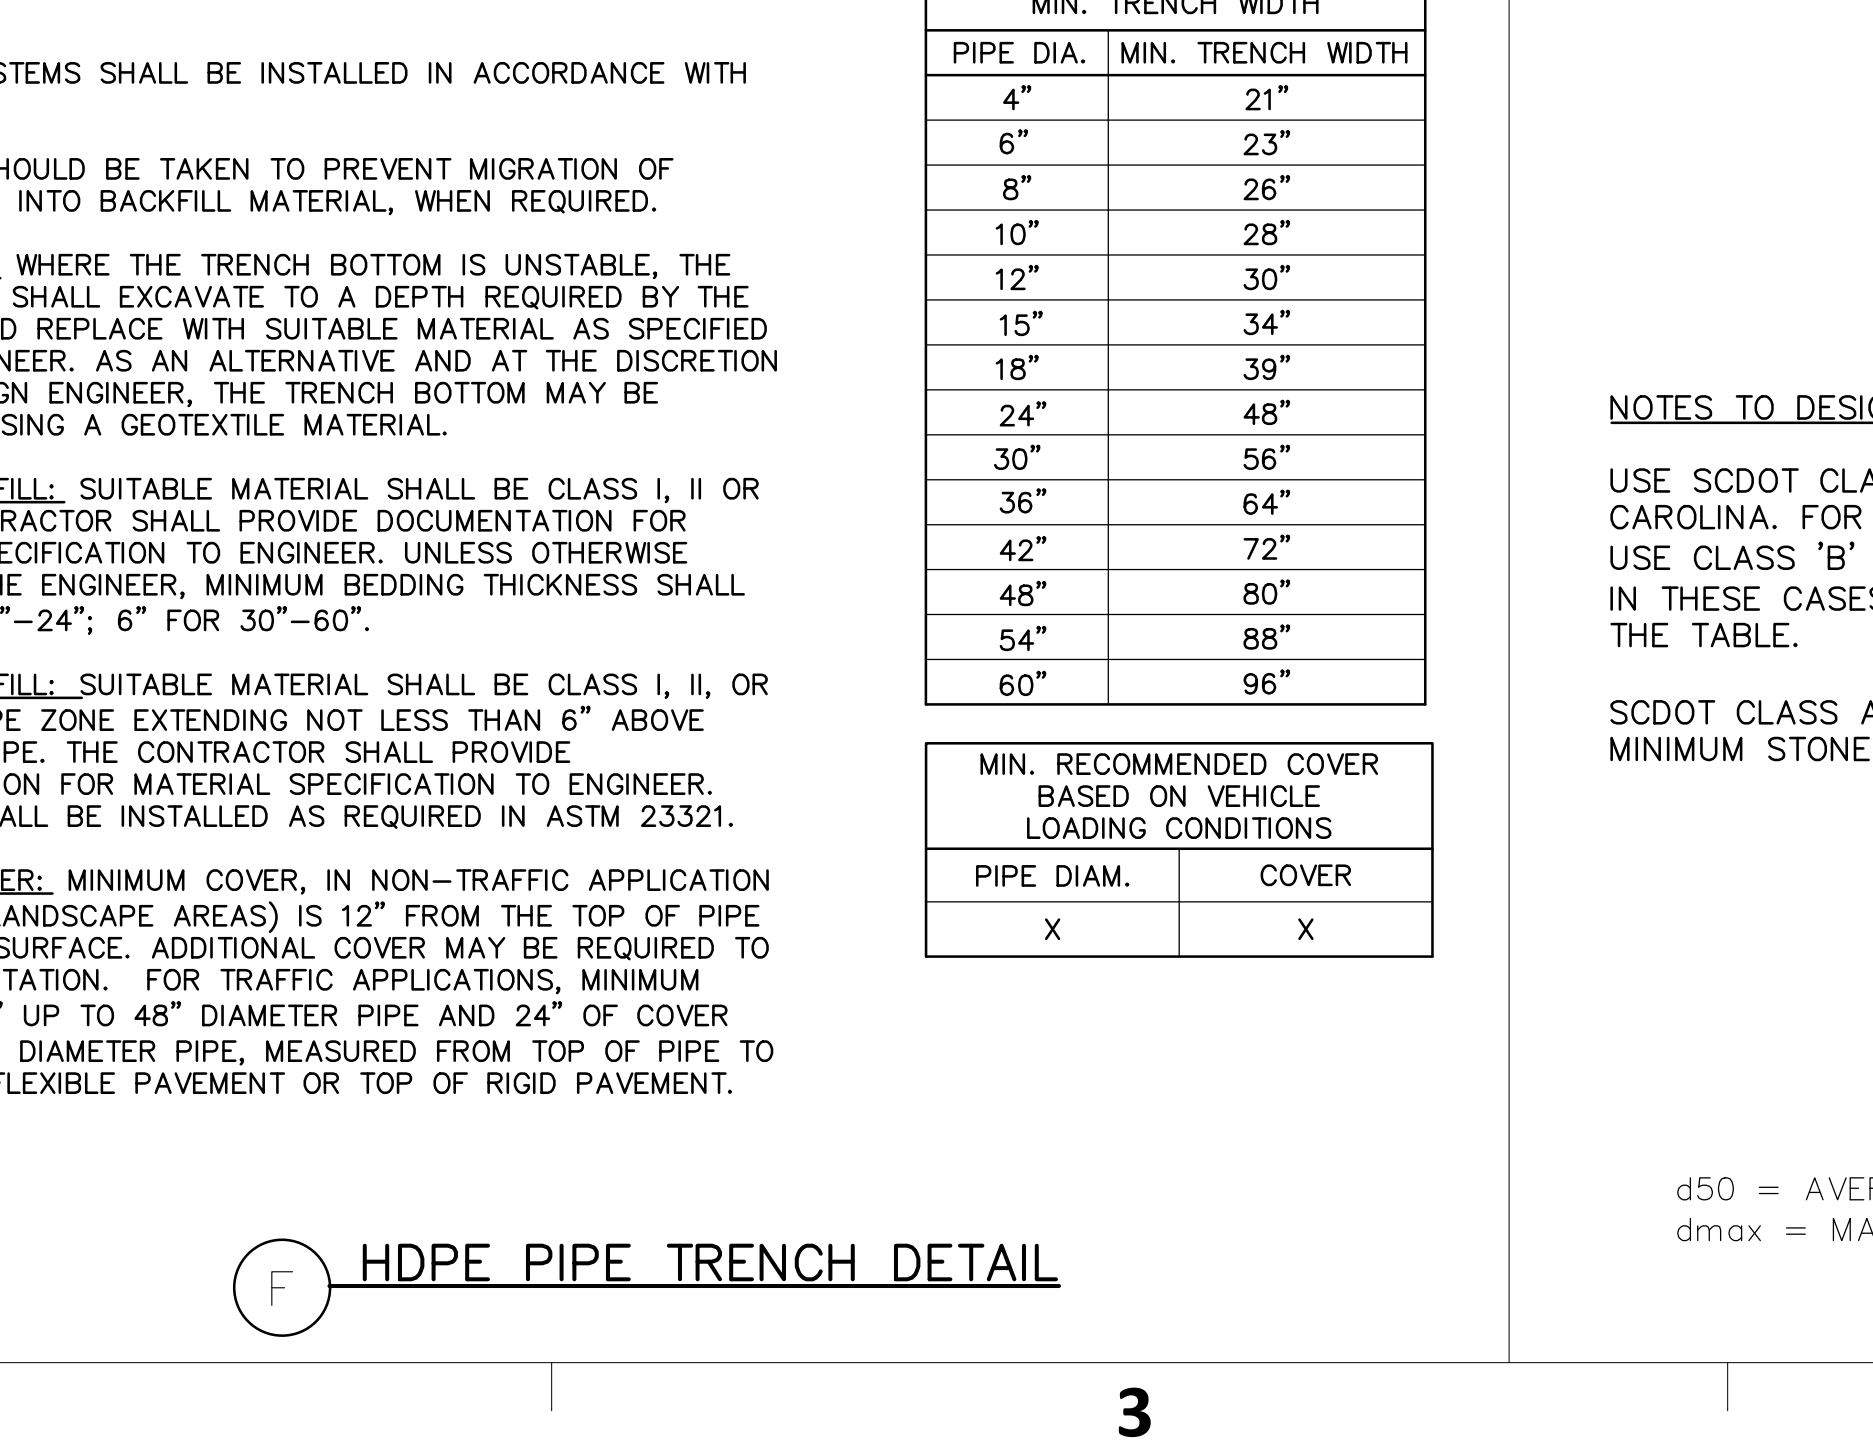 STEMS SHALL BE INSTALLED IN ACCORDANCE WITH
HOULD BE TAKEN TO PREVENT MIGRATION OF
INTO BACKFILL MATERIAL, WHEN REQUIRED.
WHERE THE TRENCH BOTTOM IS UNSTABLE, THE
SHALL EXCAVATE TO A DEPTH REQUIRED BY THE
D REPLACE WITH SUITABLE MATERIAL AS SPECIFIED
NEER. AS AN ALTERNATIVE AND AT THE DISCRETION
GN ENGINEER, THE TRENCH BOTTOM MAY BE
SING A GEOTEXTILE MATERIAL.
FILL: SUITABLE MATERIAL SHALL BE CLASS I, II OR
RACTOR SHALL PROVIDE DOCUMENTATION FOR
ECIFICATION TO ENGINEER. UNLESS OTHERWISE
HE ENGINEER, MINIMUM BEDDING THICKNESS SHALL
"–24"; 6" FOR 30"–60".
FILL: SUITABLE MATERIAL SHALL BE CLASS I, II, OR
PE ZONE EXTENDING NOT LESS THAN 6" ABOVE
PE. THE CONTRACTOR SHALL PROVIDE
ON FOR MATERIAL SPECIFICATION TO ENGINEER.
ALL BE INSTALLED AS REQUIRED IN ASTM 23321.
ER: MINIMUM COVER, IN NON–TRAFFIC APPLICATION
LANDSCAPE AREAS) IS 12" FROM THE TOP OF PIPE
SURFACE. ADDITIONAL COVER MAY BE REQUIRED TO
TATION. FOR TRAFFIC APPLICATIONS, MINIMUM
" UP TO 48" DIAMETER PIPE AND 24" OF COVER
DIAMETER PIPE, MEASURED FROM TOP OF PIPE TO
FLEXIBLE PAVEMENT OR TOP OF RIGID PAVEMENT.
MIN. TRENCH WIDTH
PIPE DIA. MIN. TRENCH WIDTH
4" 21"
6" 23"
8" 26"
10" 28"
12" 30"
15" 34"
18" 39"
24" 48"
30" 56"
36" 64"
42" 72"
48" 80"
54" 88"
60" 96"
MIN. RECOMMENDED COVER
BASED ON VEHICLE
LOADING CONDITIONS
PIPE DIAM. COVER
X X
F HDPE PIPE TRENCH DETAIL
NOTES TO DESI
USE SCDOT CLA
CAROLINA. FOR
USE CLASS 'B'
IN THESE CASES
THE TABLE.
SCDOT CLASS A
MINIMUM STONE
d50 = AVER
dmax = MA
3